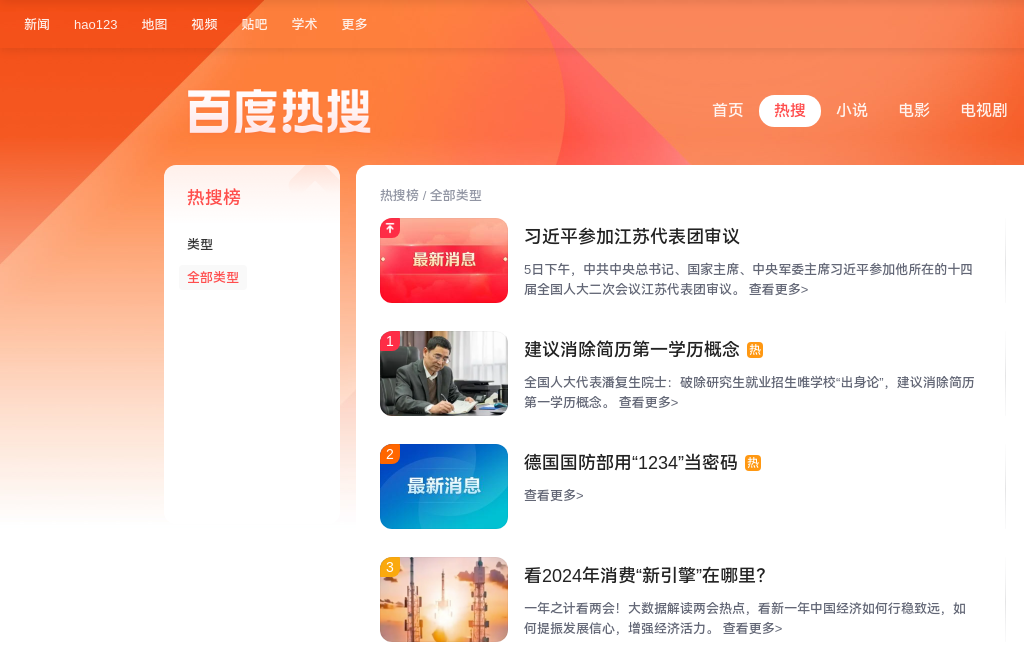 新闻 hao123 地图 视频 贴吧 学术 更多
百度热搜
首页 热搜 小说 电影 电视剧
热搜榜
类型
全部类型
热搜榜 / 全部类型
最新消息
习近平参加江苏代表团审议
5日下午，中共中央总书记、国家主席、中央军委主席习近平参加他所在的十四
届全国人大二次会议江苏代表团审议。 查看更多>
1
建议消除简历第一学历概念 热
全国人大代表潘复生院士：破除研究生就业招生唯学校“出身论”，建议消除简历
第一学历概念。 查看更多>
2
最新消息
德国国防部用“1234”当密码 热
查看更多>
3
看2024年消费“新引擎”在哪里？
一年之计看两会！大数据解读两会热点，看新一年中国经济如何行稳致远，如
何提振发展信心，增强经济活力。 查看更多>